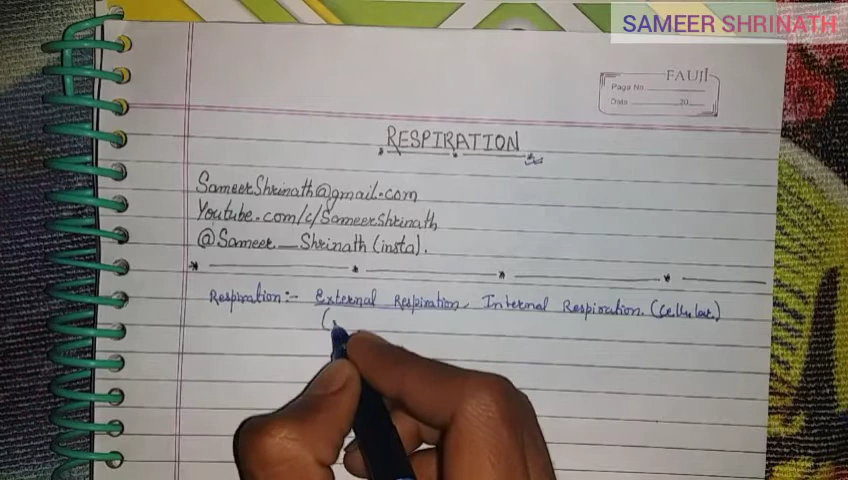 SAMEER SHRINATH
FAUJI
Page No.
Date 20
RESPIRATION
SameerShrinath@gmail.com
Youtube.com/c/SameerShrinath
@Sameer_Shrinath (insta).
Respiration:- External Respiration, Internal Respiration. (Cellular)
(